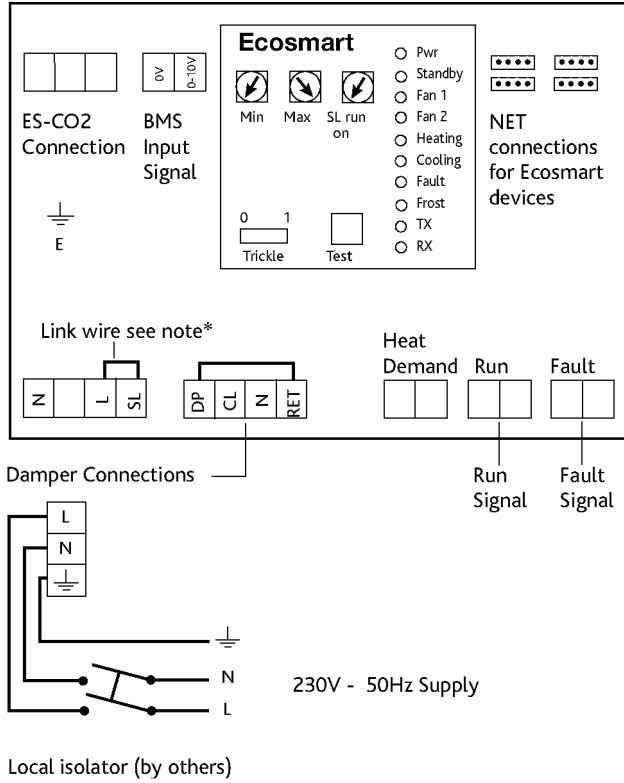 Ecosmart
Pwr
Standby
Fan 1
Fan 2
Heating
Cooling
Fault
Frost
TX
RX
Min Max SL run
on
0 1
Trickle Test
0V 0-10V
ES-CO2
Connection
BMS
Input
Signal
E
NET
connections
for Ecosmart
devices
Link wire see note*
N L SL
DP CL N RET
Heat
Demand Run Fault
Damper Connections
Run
Signal
Fault
Signal
L
N
N
L
230V - 50Hz Supply
Local isolator (by others)